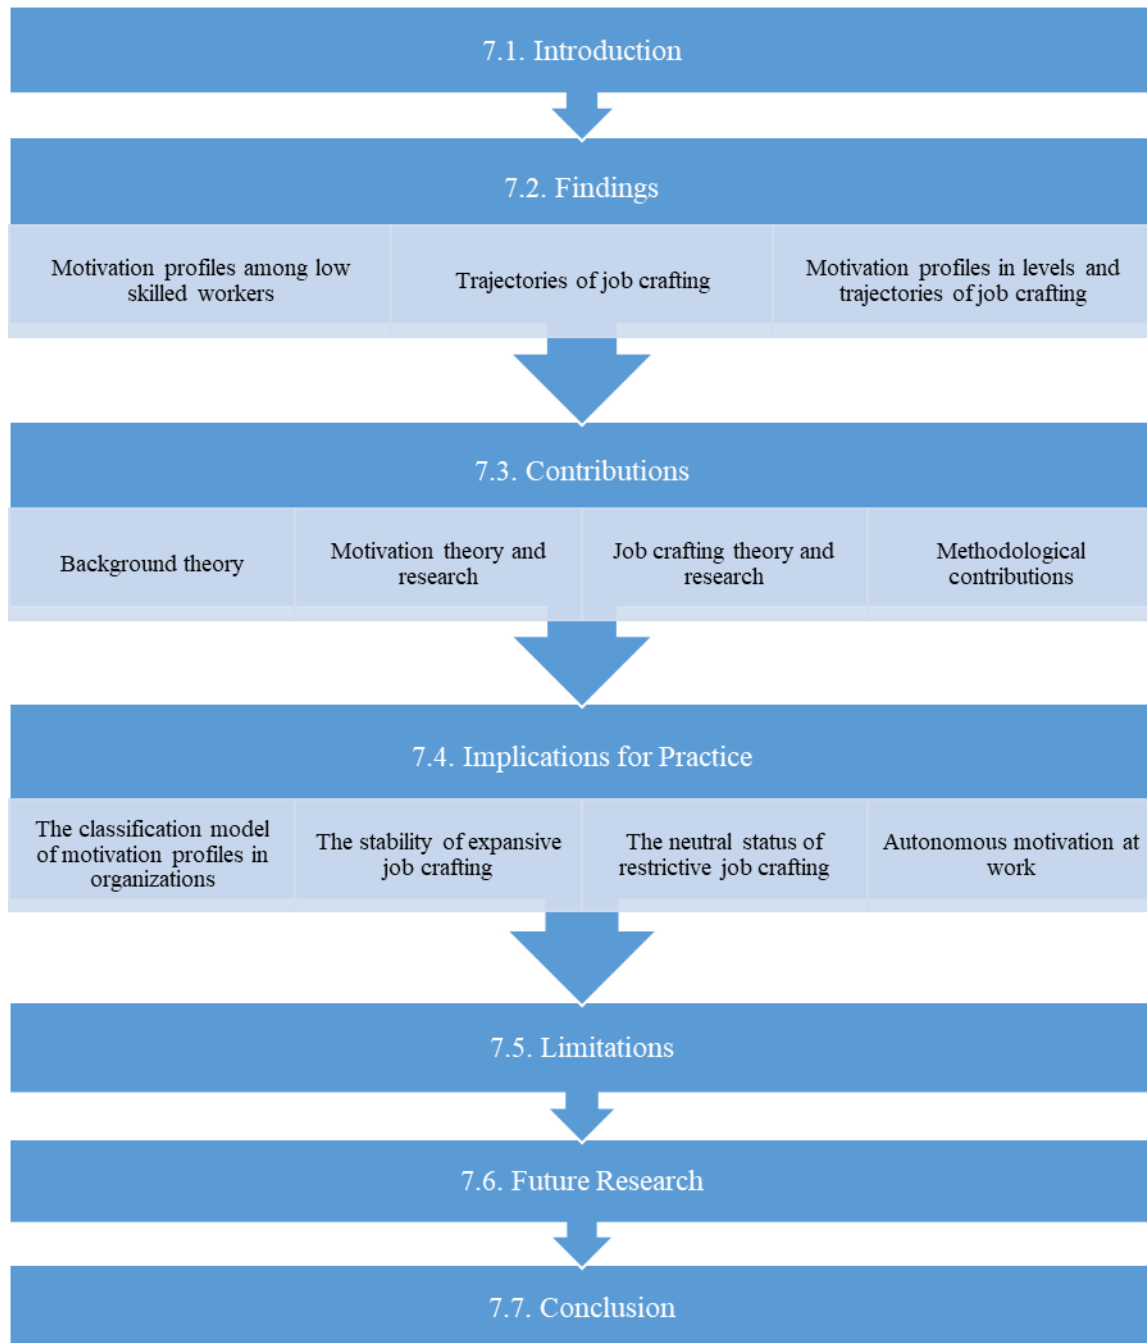 7.1. Introduction
7.2. Findings
Motivation profiles among low
skilled workers
Trajectories of job crafting
Motivation profiles in levels and
trajectories of job crafting
7.3. Contributions
Background theory
Motivation theory and
research
Job crafting theory and
research
Methodological
contributions
7.4. Implications for Practice
The classification model
of motivation profiles in
organizations
The stability of expansive
job crafting
The neutral status of
restrictive job crafting
Autonomous motivation at
work
7.5. Limitations
7.6. Future Research
7.7. Conclusion